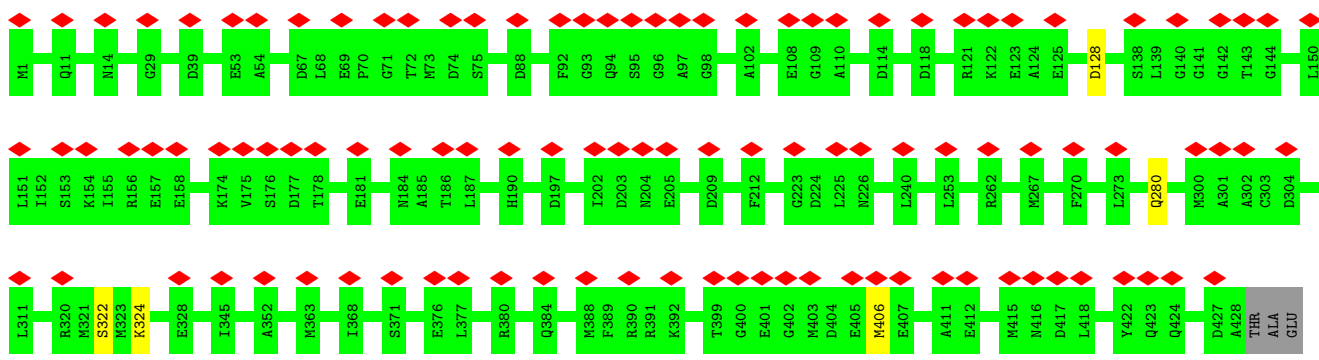 M1 Q11 N14 G29 D39 E53 A54 D67 L68 E69 P70 G71 T72 M73 D74 S75 D88 F92 G93 Q94 S95 G96 A97 G98 A102 E108 G109 A110 D114 D118 R121 K122 E123 A124 E125 D128 S138 L139 G140 G141 G142 T143 G144 L150
L151 I152 S153 K154 I155 R156 E157 E158 K174 V175 S176 D177 T178 E181 N184 A185 T186 L187 H190 D197 I202 D203 N204 E205 D209 F212 G223 D224 L225 N226 L240 L253 R262 M267 F270 L273 Q280 M300 A301 A302 C303 D304
L311 R320 M321 S322 M323 K324 E328 I345 A352 M363 I368 S371 E376 L377 R380 Q384 M388 F389 R390 R391 K392 T399 G400 E401 G402 M403 D404 E405 M406 E407 A411 E412 M415 N416 D417 L418 Y422 Q423 Q424 D427 A428 THR ALA GLU